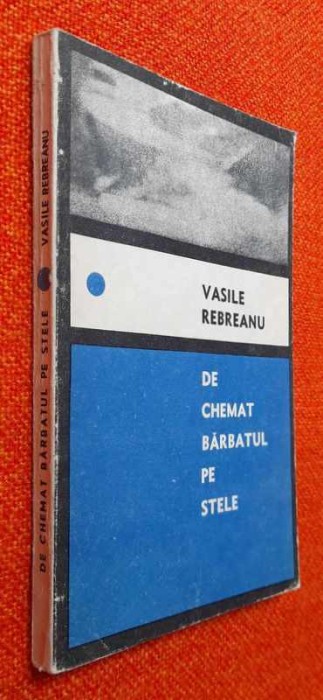 VASILE
REBREANU
DE
CHEMAT
BĂRBATUL
PE
STELE
DE CHEMAT BĂRBATUL PE STELE VASILE REBREANU